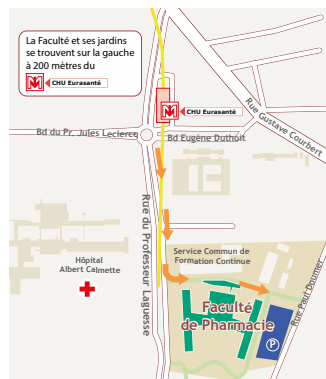 La Faculté et ses jardins
se trouvent sur la gauche
à 200 mètres du
CHU Eurasanté
CHU Eurasanté
Rue Gustave Courbert
Bd du Pr. Jules Leclercq
Bd Eugène Duthoit
Rue du Professeur Laguesse
Service Commun de
Formation Continue
Hôpital
Albert Calmette
Rue Paul Doumer
Faculté
de Pharmacie
P